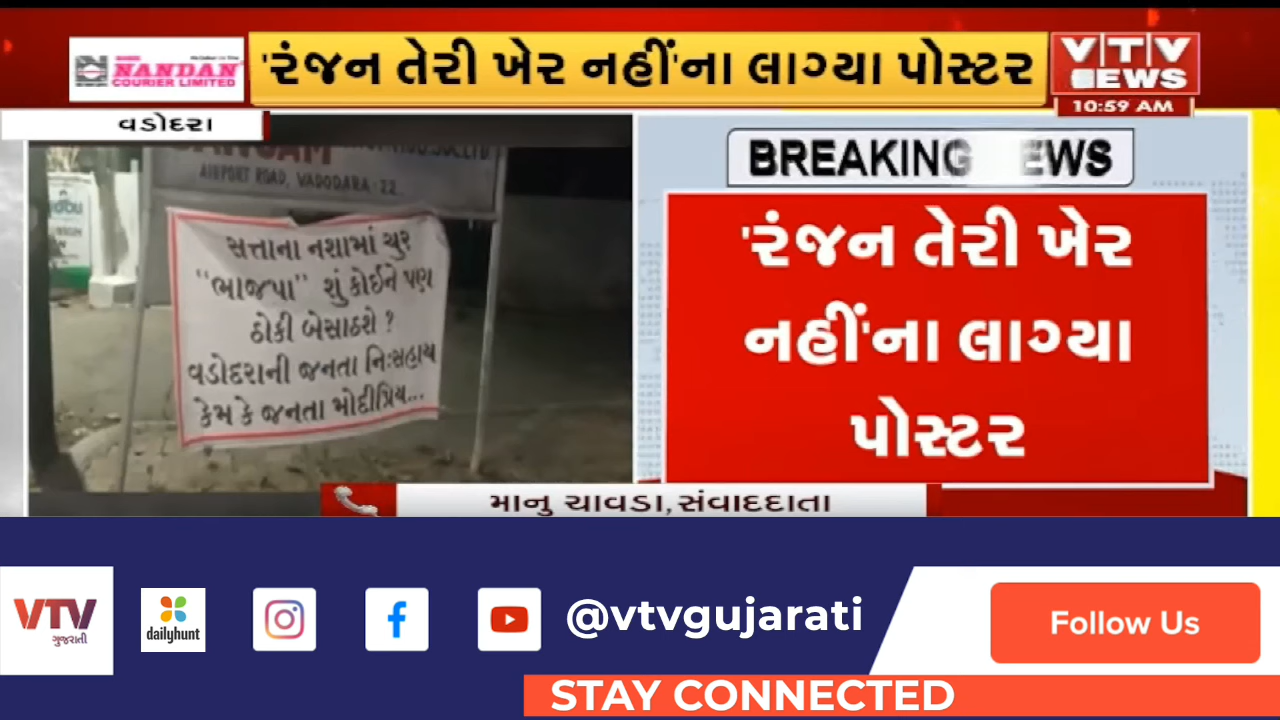 NANDAN
COURIER LIMITED
'રંજન તેરી ખેર નહીં'ના લાગ્યા પોસ્ટર
VTV
NEWS
10:59 AM
વડોદરા
AIRPORT ROAD, VADODARA-22
સત્તાના નશામાં ચુર
"ભાજપા" શું કોઈને પણ
ઠોકી બેસાડશે ?
વડોદરાની જનતા નિઃસહાય
કેમ કે જનતા મોદીપ્રિય...
BREAKING NEWS
'રંજન તેરી ખેર
નહીં'ના લાગ્યા
પોસ્ટર
માનુ ચાવડા,સંવાદદાતા
VTV
ગુજરાતી
dailyhunt
@vtvgujarati
Follow Us
STAY CONNECTED